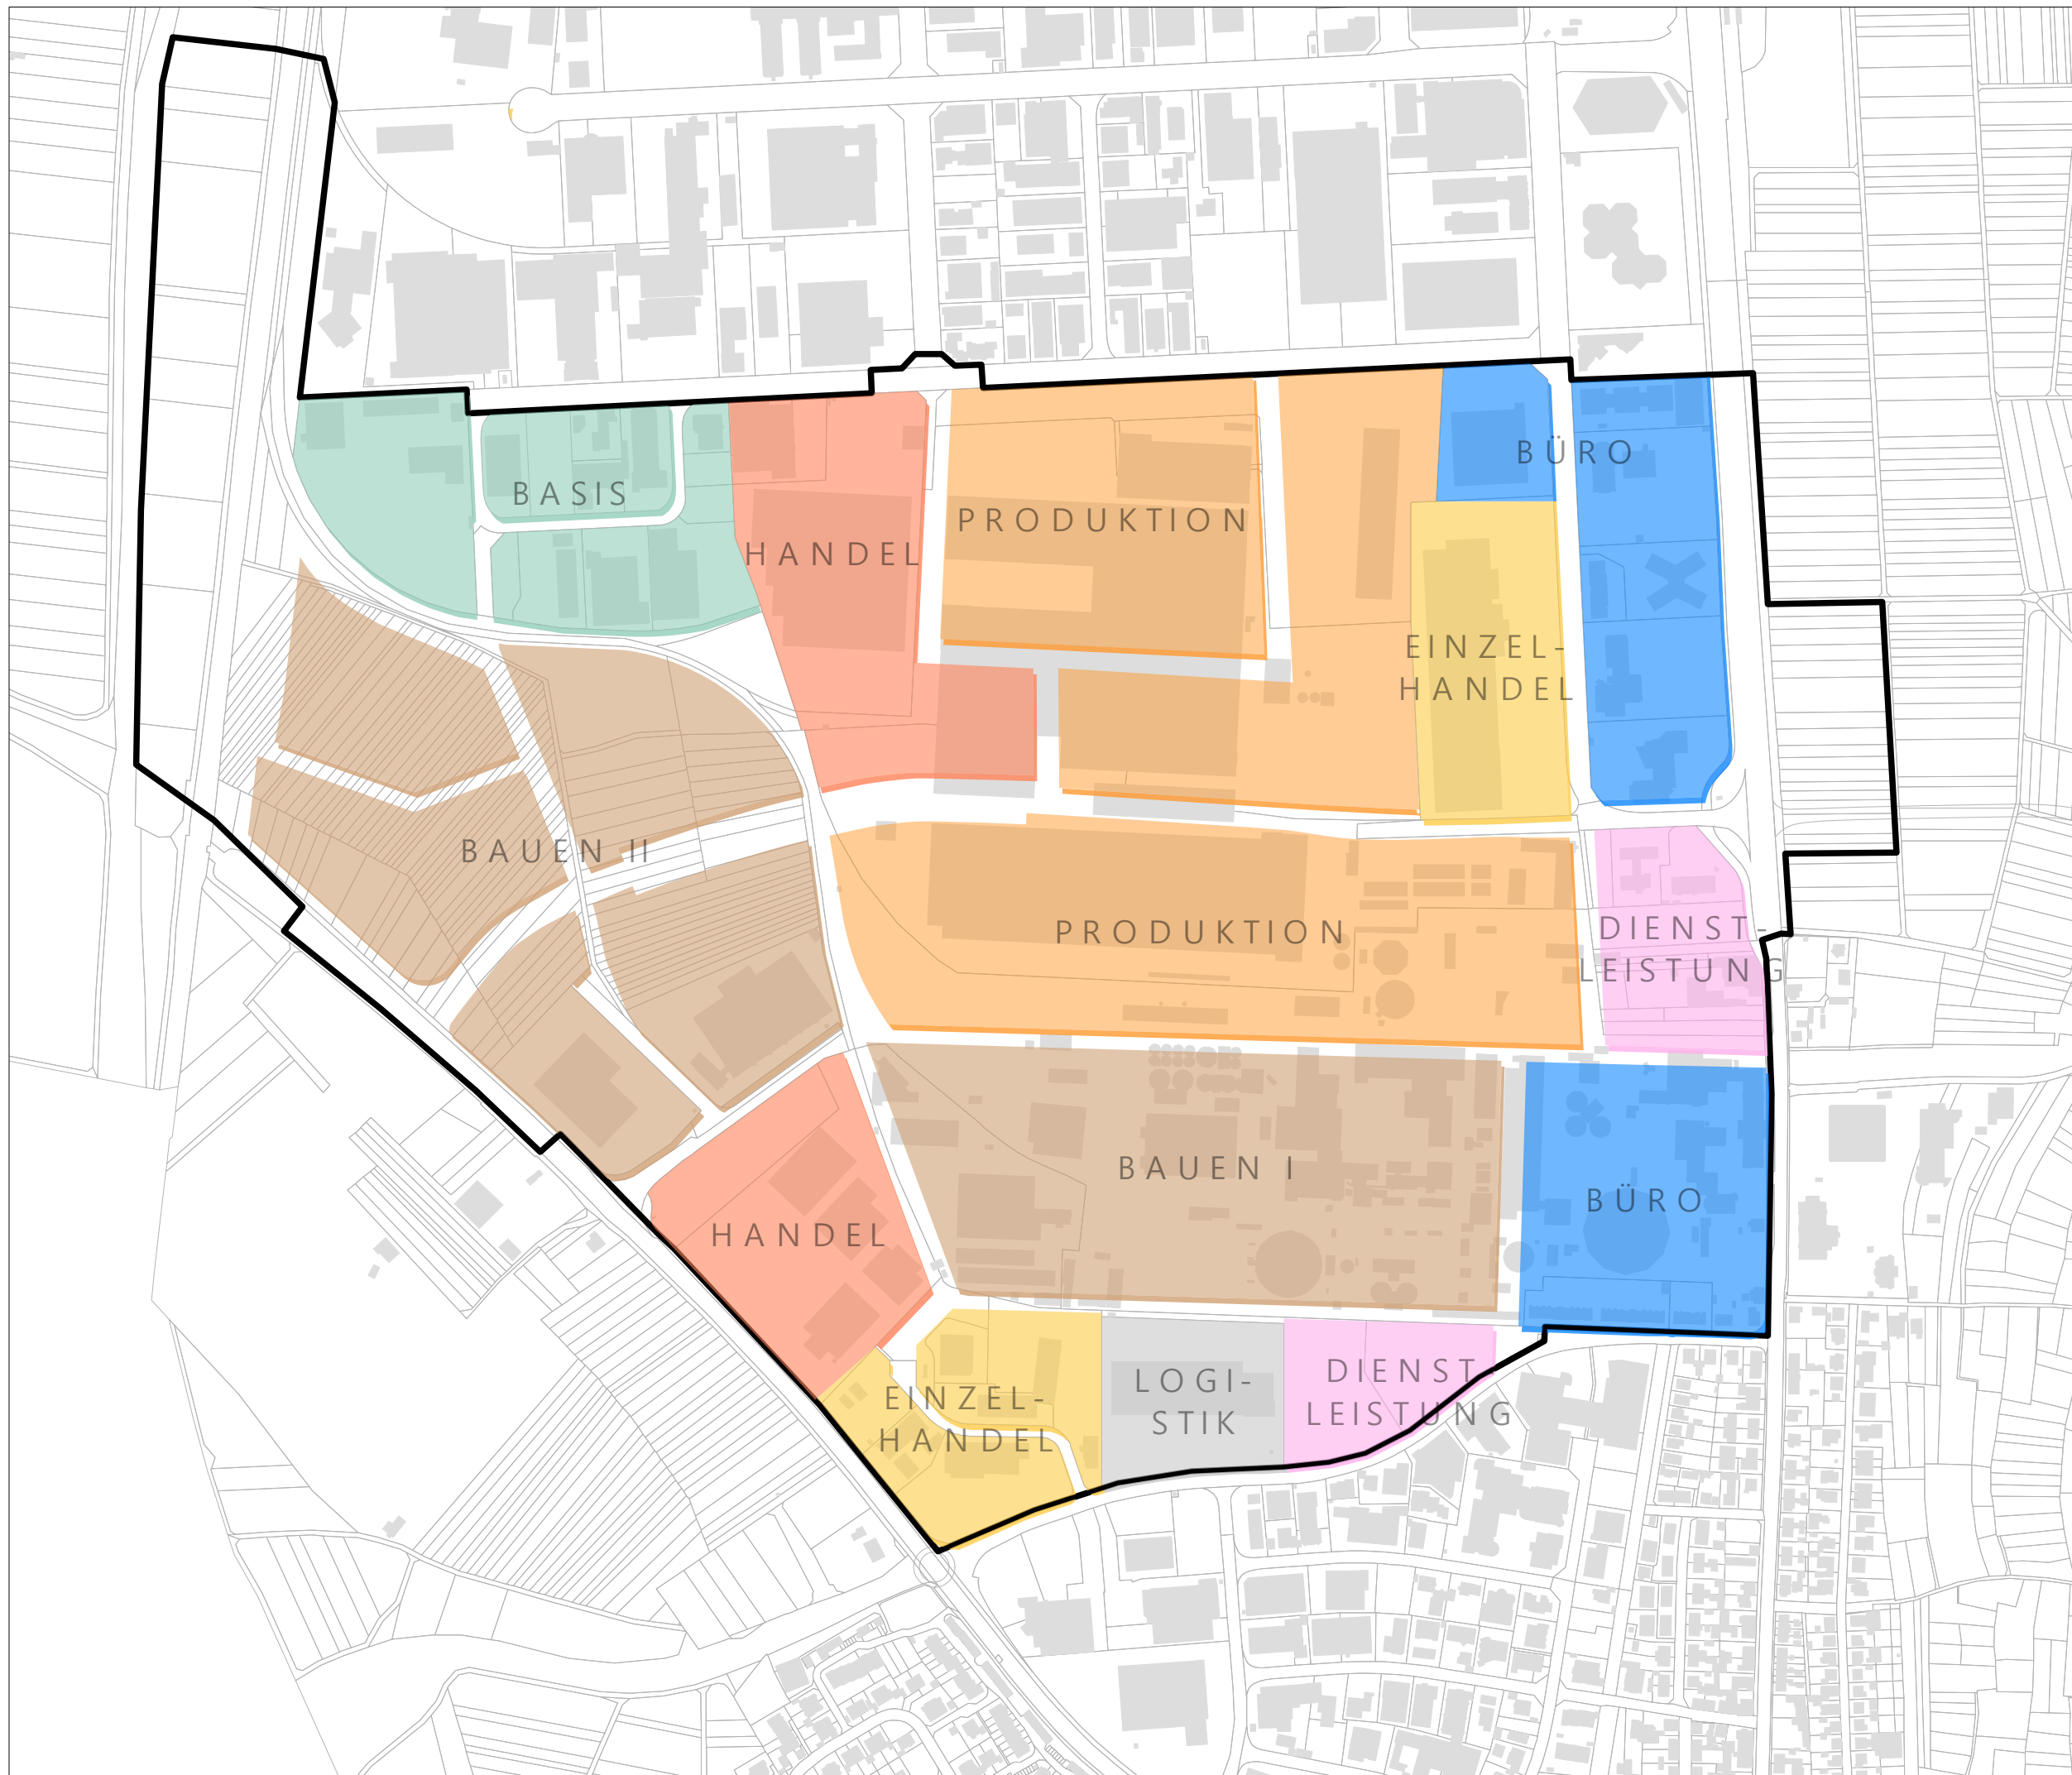 BÜRO
BASIS
PRODUKTION
HANDEL
EINZEL-
HANDEL
BAUEN II
PRODUKTION
DIENST-
LEISTUNG
BAUEN I
BÜRO
HANDEL
EINZEL-
HANDEL
LOGI-
STIK
DIENST-
LEISTUNG